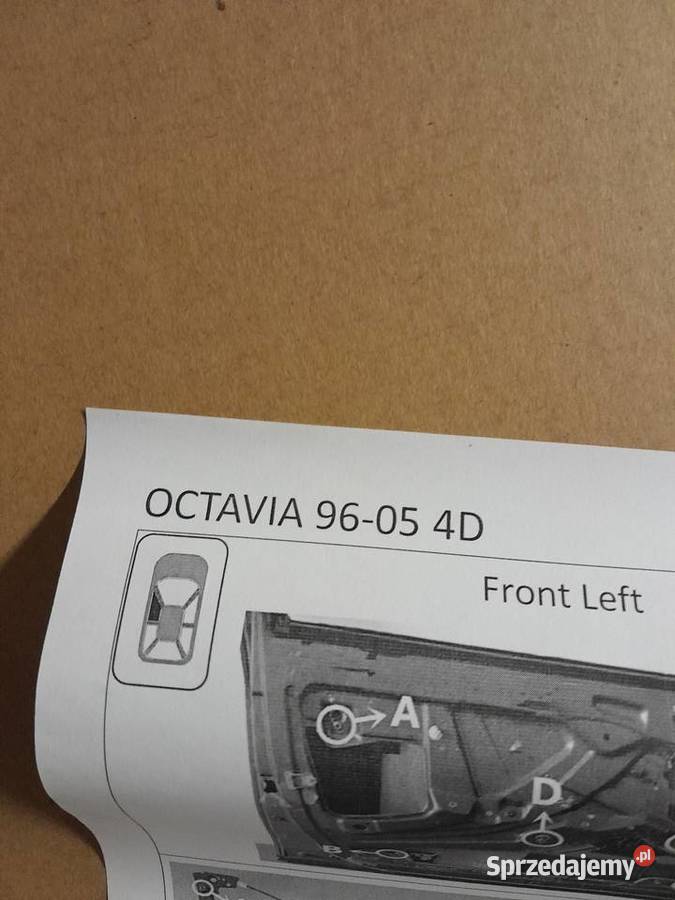 OCTAVIA 96-05 4D
Front Left
A
D
B
Sprzedajemy.pl